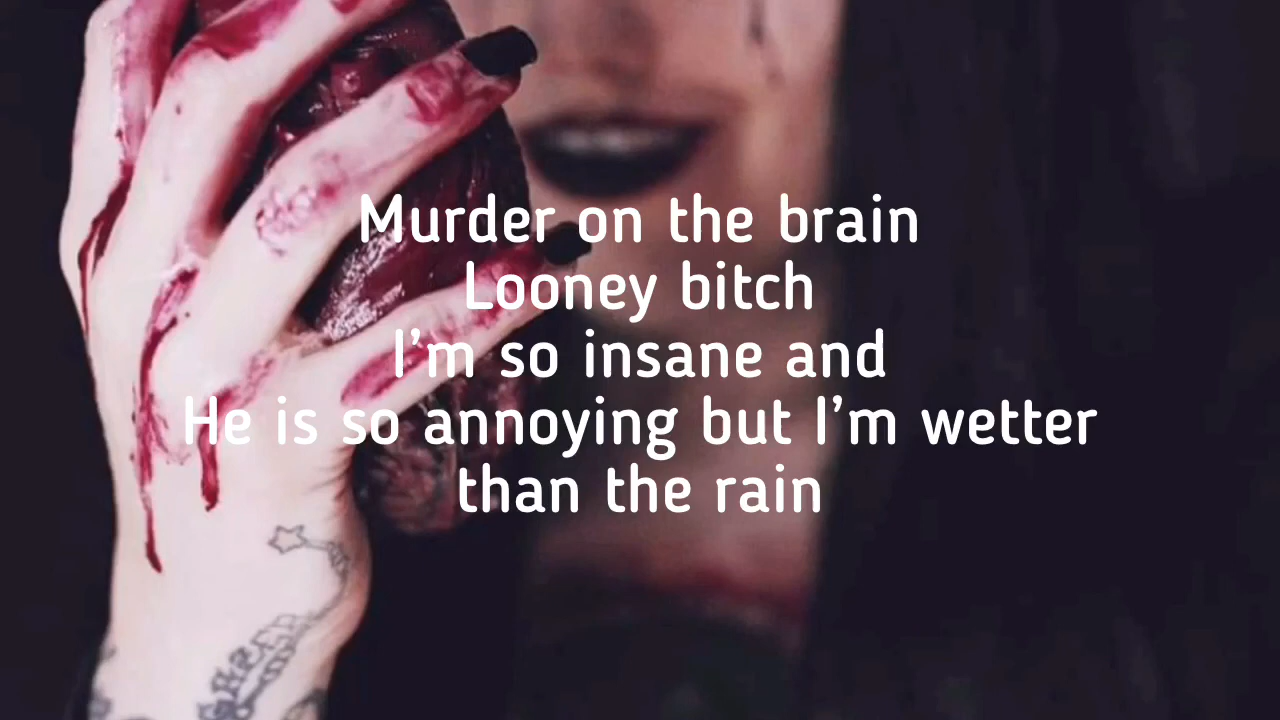 Murder on the brain
Looney bitch
I'm so insane and
He is so annoying but I'm wetter
than the rain